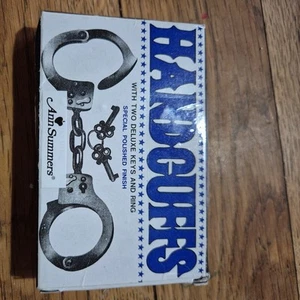 HANDCUFFS
WITH TWO DELUXE KEYS AND RING
SPECIAL POLISHED FINISH
Ann Summers